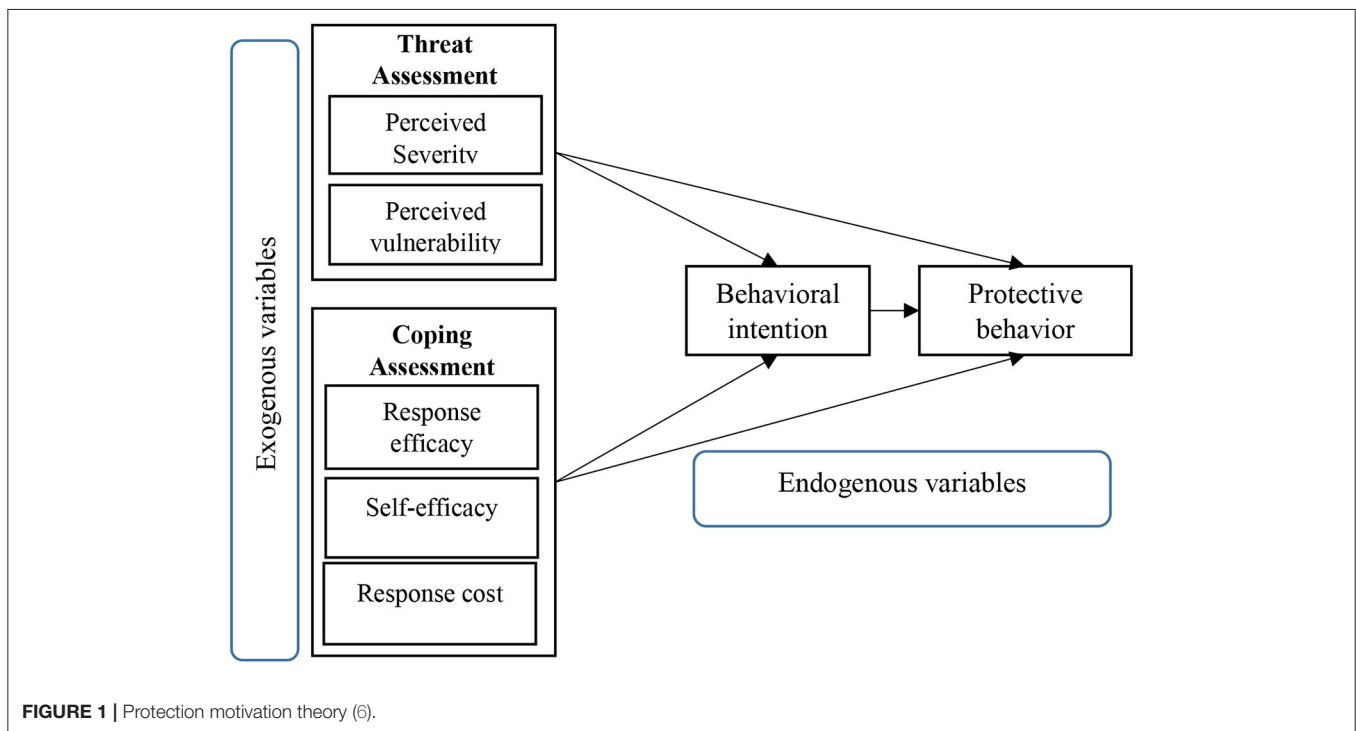 Exogenous variables
Threat
Assessment
Perceived
Severity
Perceived
vulnerability
Coping
Assessment
Response
efficacy
Self-efficacy
Response cost
Behavioral
intention
Protective
behavior
Endogenous variables
FIGURE 1 | Protection motivation theory (6).